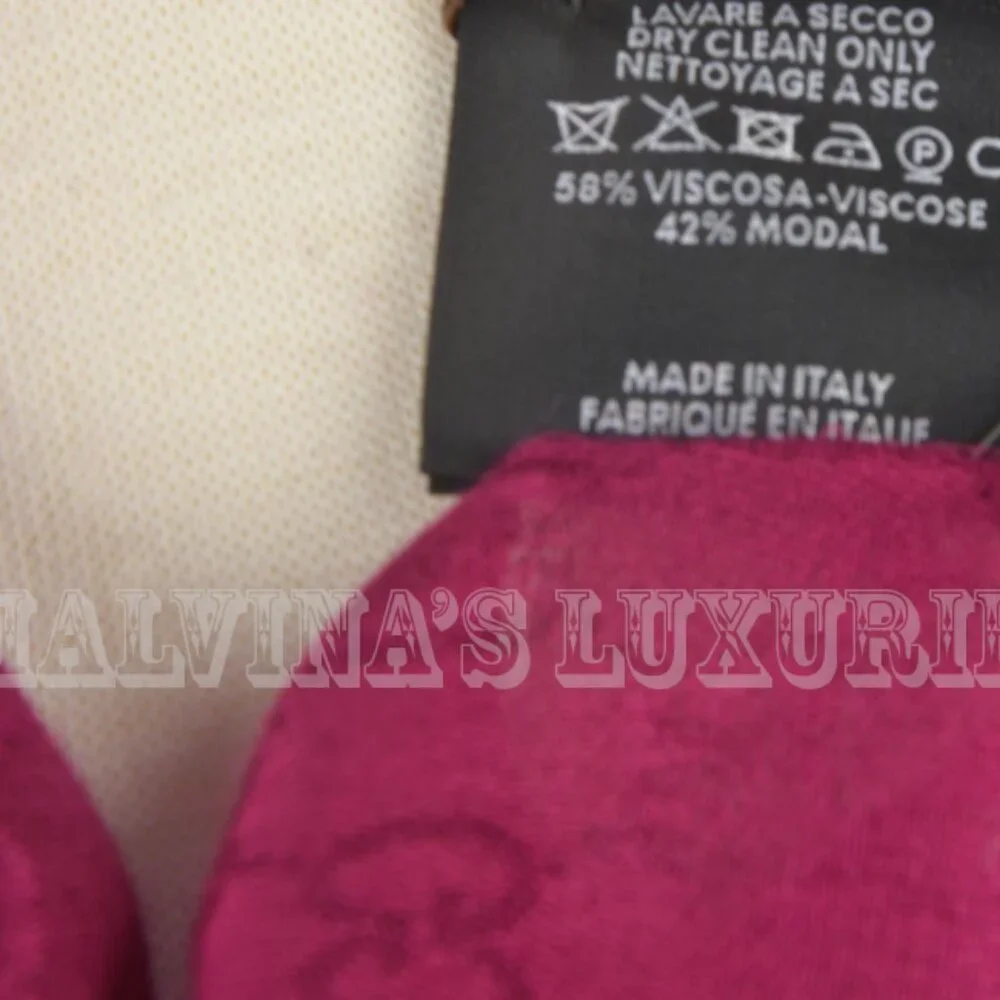 LAVARE A SECCO
DRY CLEAN ONLY
NETTOYAGE A SEC
P
58% VISCOSA-VISCOSE
42% MODAL
MADE IN ITALY
FABRIQUÉ EN ITALIE
MALVINA'S LUXURIE